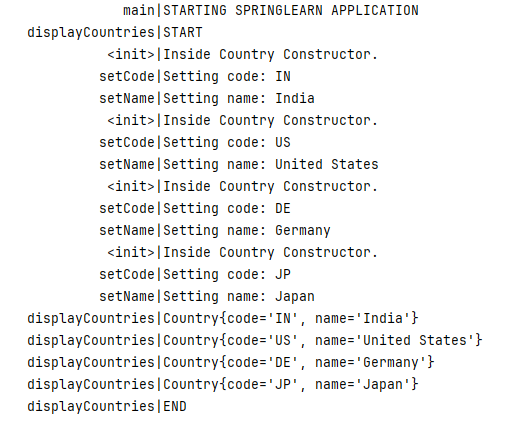 main|STARTING SPRINGLEARN APPLICATION
displayCountries|START
<init>|Inside Country Constructor.
setCode|Setting code: IN
setName|Setting name: India
<init>|Inside Country Constructor.
setCode|Setting code: US
setName|Setting name: United States
<init>|Inside Country Constructor.
setCode|Setting code: DE
setName|Setting name: Germany
<init>|Inside Country Constructor.
setCode|Setting code: JP
setName|Setting name: Japan
displayCountries|Country{code='IN', name='India'}
displayCountries|Country{code='US', name='United States'}
displayCountries|Country{code='DE', name='Germany'}
displayCountries|Country{code='JP', name='Japan'}
displayCountries|END